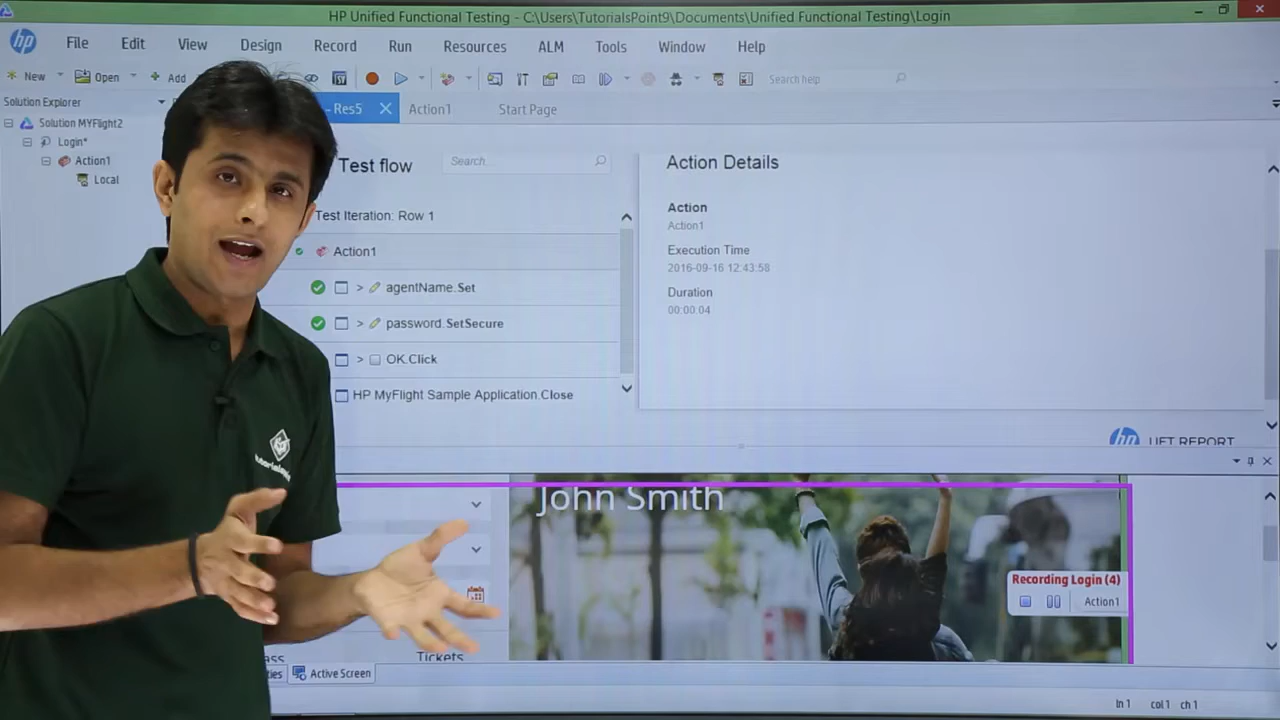 HP Unified Functional Testing - C:\Users\TutorialsPoint9\Documents\Unified Functional Testing\Login
hp File Edit View Design Record Run Resources ALM Tools Window Help
New Open Add Search help
Solution Explorer
- Res5 Action1 Start Page
Solution MYFlight2
Login*
Action1
Local
Test flow Search...
Test Iteration: Row 1
Action1
> agentName.Set
> password.SetSecure
> OK.Click
HP MyFlight Sample Application.Close
Action Details
Action
Action1
Execution Time
2016-09-16 12:43:58
Duration
00:00.04
hp UFT REPORT
John Smith
Recording Login (4)
Action1
Tickets
Active Screen
ln 1 col 1 ch 1